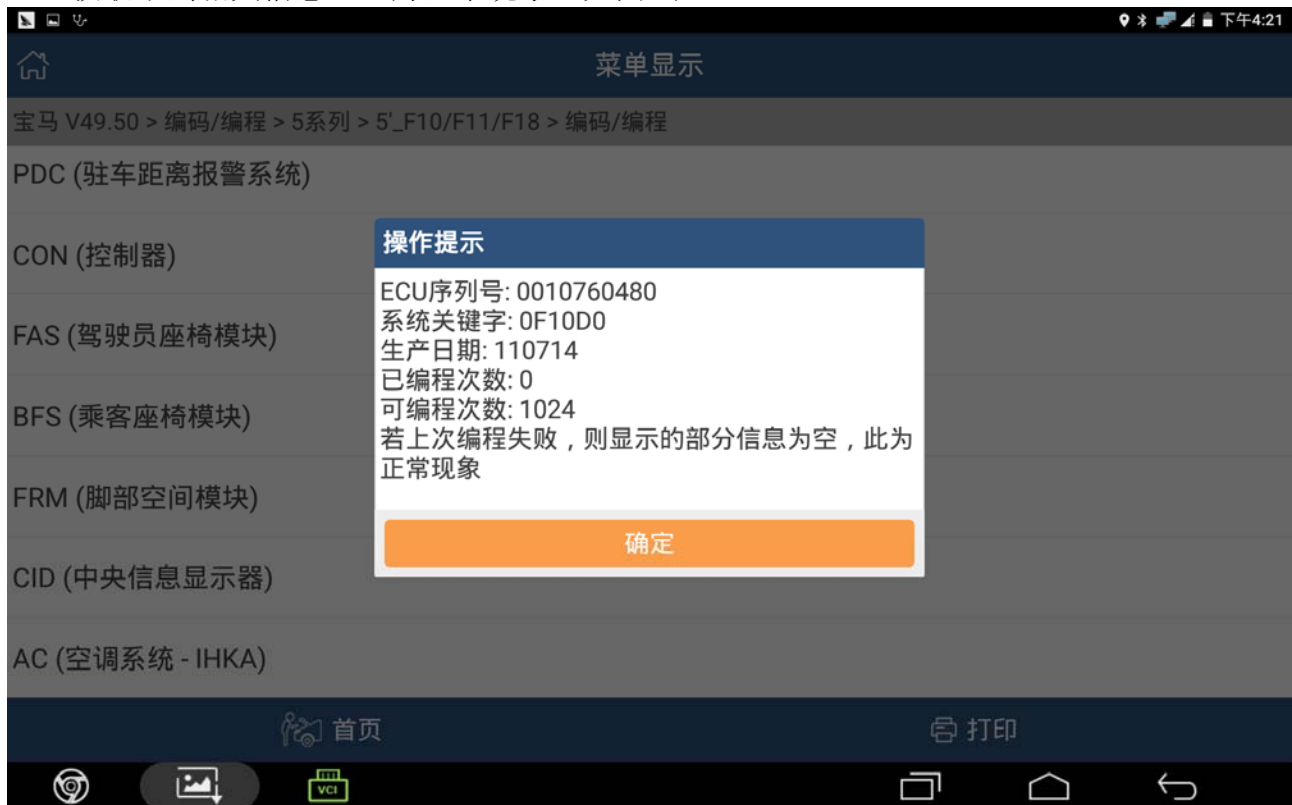 下午4:21
菜单显示
宝马 V49.50 > 编码/编程 > 5系列 > 5'_F10/F11/F18 > 编码/编程
PDC (驻车距离报警系统)
CON (控制器)
FAS (驾驶员座椅模块)
BFS (乘客座椅模块)
FRM (脚部空间模块)
CID (中央信息显示器)
AC (空调系统 - IHKA)
操作提示
ECU序列号: 0010760480
系统关键字: 0F10D0
生产日期: 110714
已编程次数: 0
可编程次数: 1024
若上次编程失败，则显示的部分信息为空，此为
正常现象
确定
首页
打印
VCI